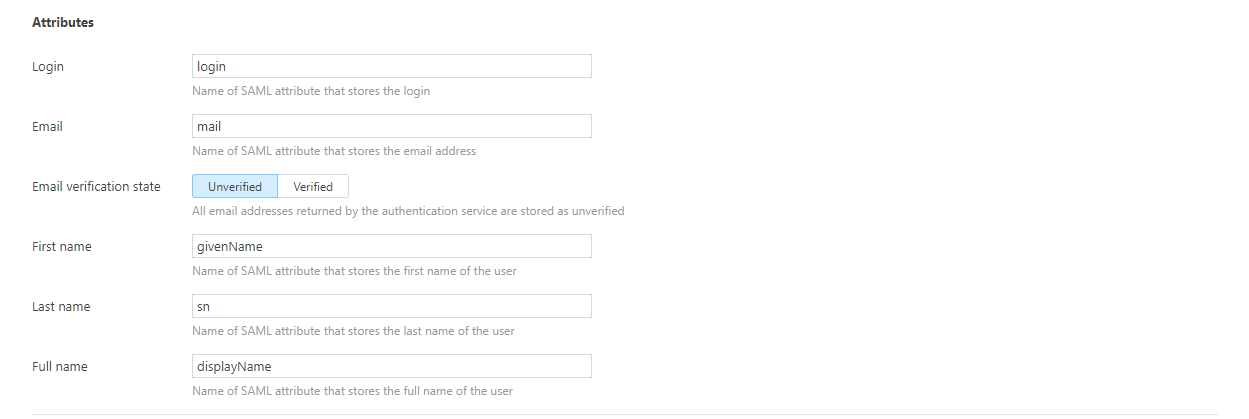 Attributes
Login
login
Name of SAML attribute that stores the login
Email
mail
Name of SAML attribute that stores the email address
Email verification state
Unverified Verified
All email addresses returned by the authentication service are stored as unverified
First name
givenName
Name of SAML attribute that stores the first name of the user
Last name
sn
Name of SAML attribute that stores the last name of the user
Full name
displayName
Name of SAML attribute that stores the full name of the user